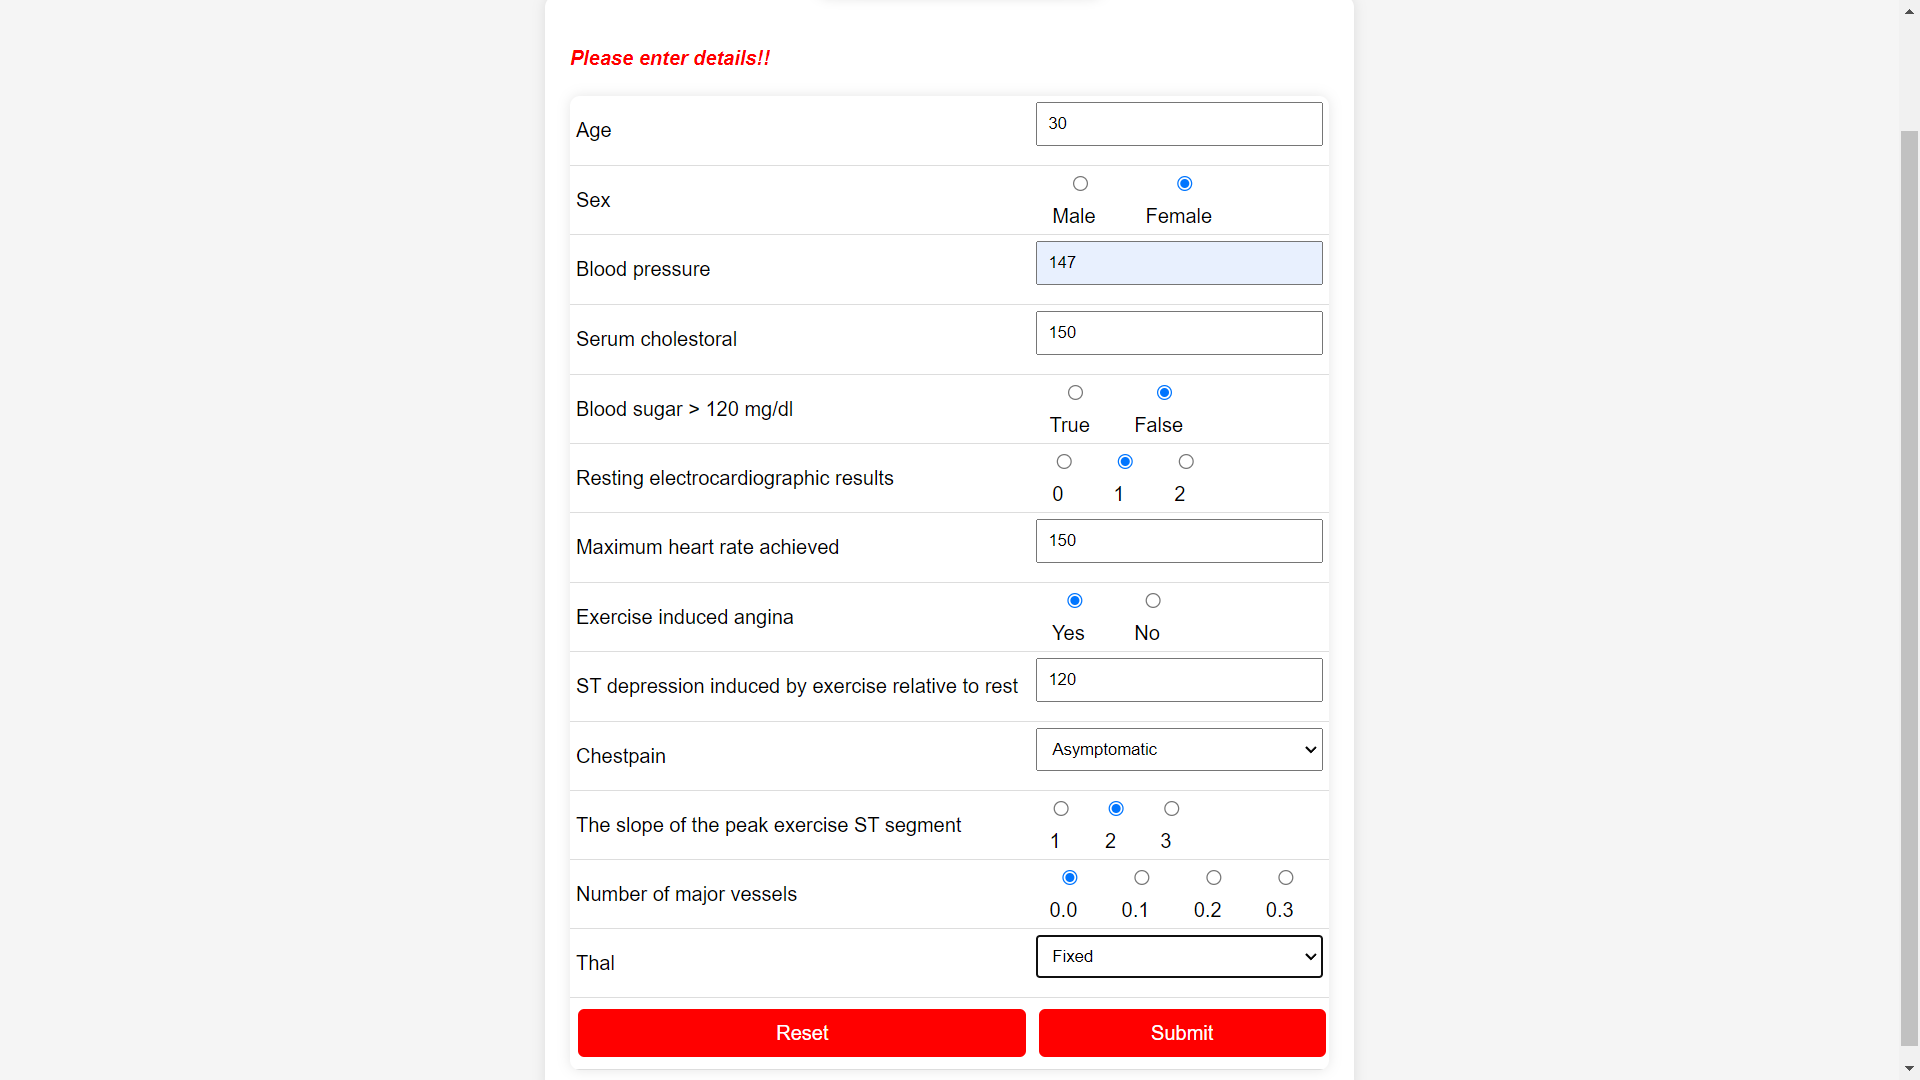 Please enter details!!
Age 30
Sex
Male Female
Blood pressure 147
Serum cholestoral 150
Blood sugar > 120 mg/dl
True False
Resting electrocardiographic results
0 1 2
Maximum heart rate achieved 150
Exercise induced angina
Yes No
ST depression induced by exercise relative to rest 120
Chestpain Asymptomatic
The slope of the peak exercise ST segment
1 2 3
Number of major vessels
0.0 0.1 0.2 0.3
Thal Fixed
Reset Submit